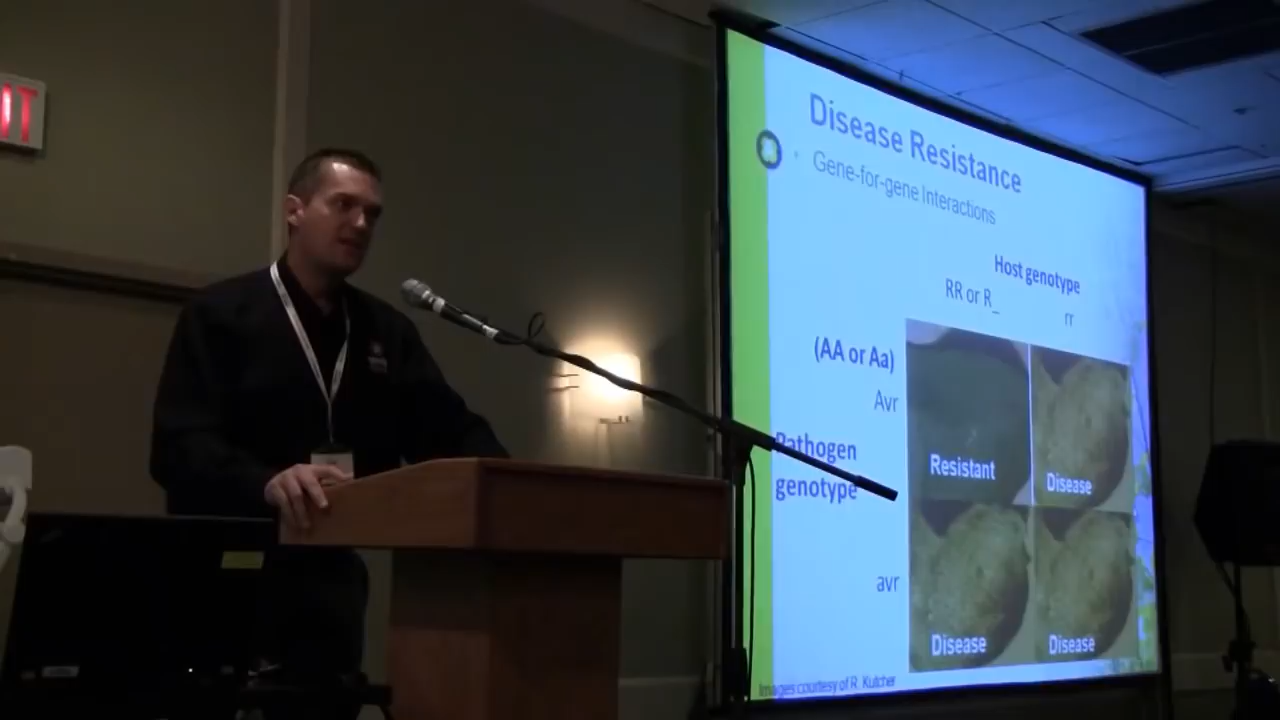 IT
Disease Resistance
Gene-for-gene Interactions
Host genotype
RR or R_
rr
(AA or Aa)
Avr
Pathogen
genotype
Resistant
Disease
avr
Disease
Disease
Images courtesy of R. Kutcher